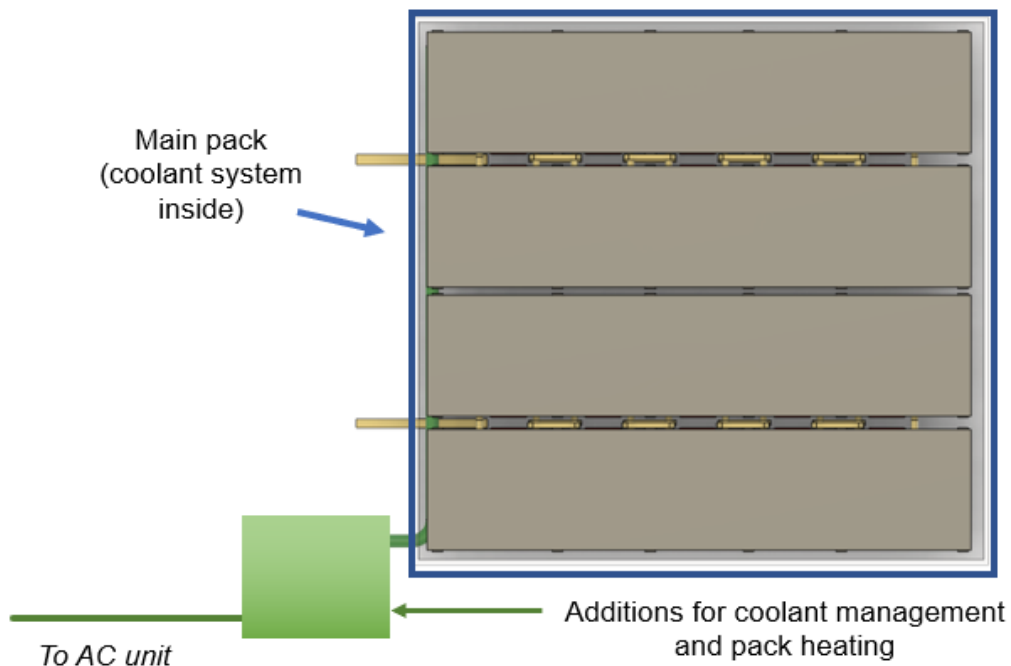 Main pack
(coolant system
inside)
Additions for coolant management
and pack heating
To AC unit